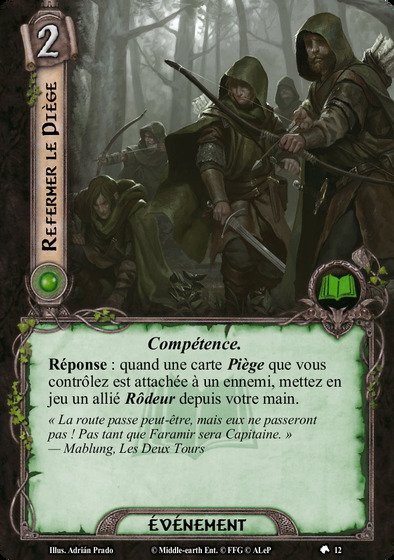 2
Refermer le Piège
Compétence.
Réponse : quand une carte Piège que vous
contrôlez est attachée à un ennemi, mettez en
jeu un allié Rôdeur depuis votre main.
« La route passe peut-être, mais eux ne passeront
pas ! Pas tant que Faramir sera Capitaine. »
— Mablung, Les Deux Tours
ÉVÉNEMENT
Illus. Adrián Prado
© Middle-earth Ent. © FFG © ALeP
12